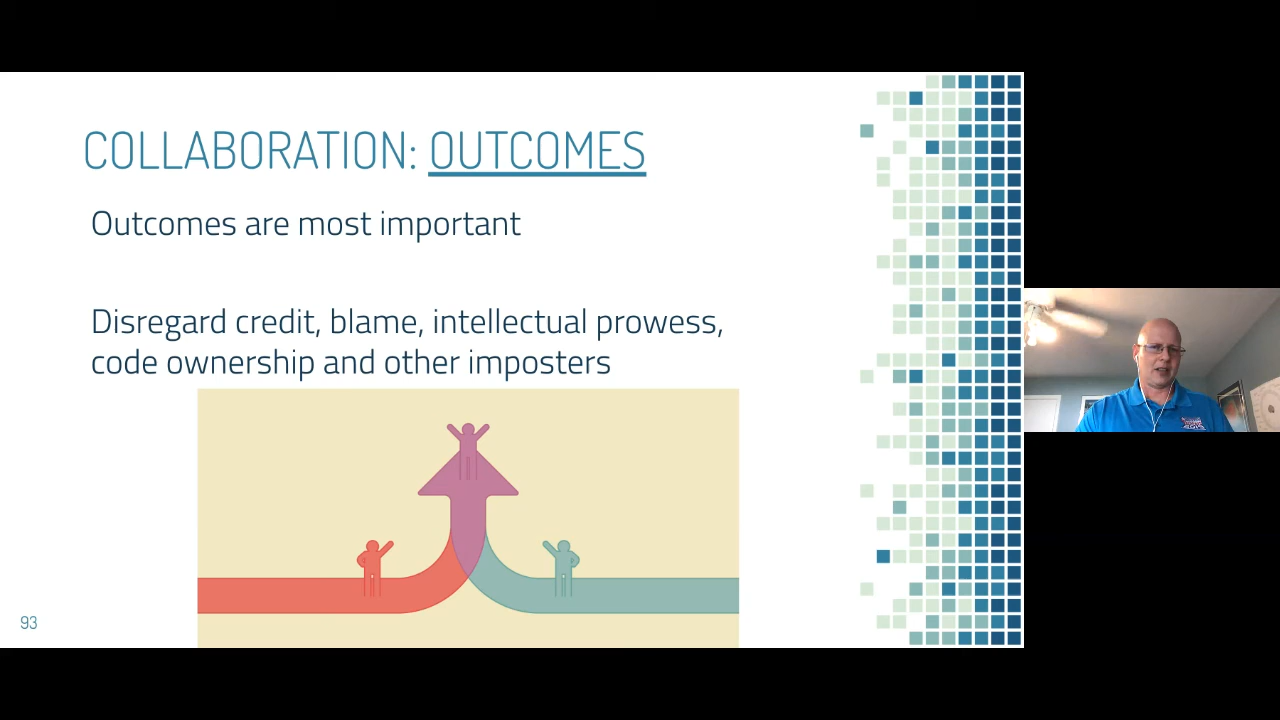 COLLABORATION: OUTCOMES
Outcomes are most important
Disregard credit, blame, intellectual prowess,
code ownership and other imposters
93